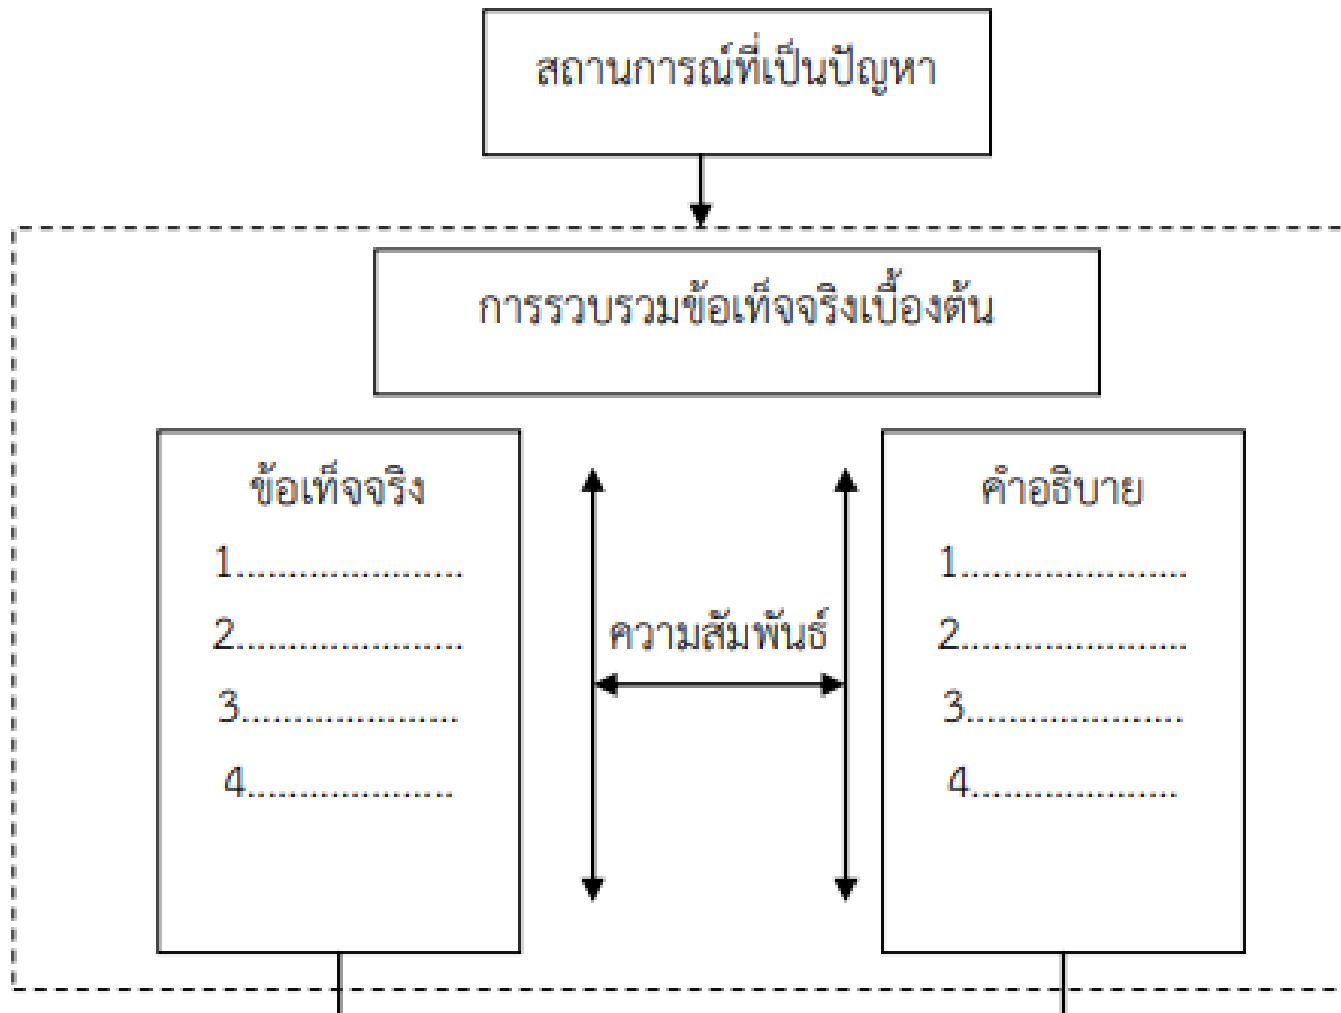 สถานการณ์ที่เป็นปัญหา
การรวบรวมข้อเท็จจริงเบื้องต้น
ข้อเท็จจริง
1......................
2........................
3.....................
4....................
ความสัมพันธ์
คำอธิบาย
1......................
2........................
3.....................
4....................